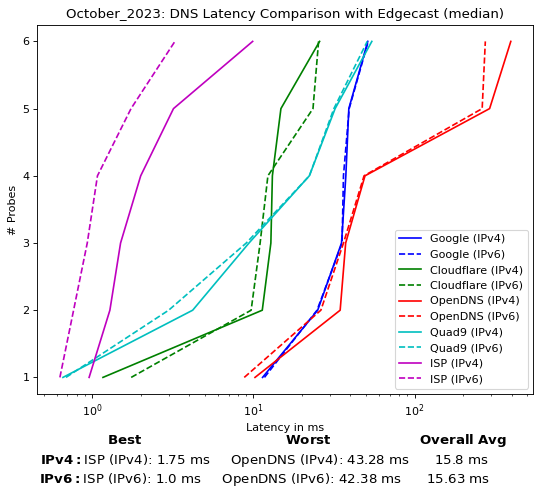 October_2023: DNS Latency Comparison with Edgecast (median)
6
5
4
3
2
1
# Probes
Google (IPv4)
Google (IPv6)
Cloudflare (IPv4)
Cloudflare (IPv6)
OpenDNS (IPv4)
OpenDNS (IPv6)
Quad9 (IPv4)
Quad9 (IPv6)
ISP (IPv4)
ISP (IPv6)
10⁰ 10¹ 10²
Latency in ms
Best Worst Overall Avg
IPv4: ISP (IPv4): 1.75 ms OpenDNS (IPv4): 43.28 ms 15.8 ms
IPv6: ISP (IPv6): 1.0 ms OpenDNS (IPv6): 42.38 ms 15.63 ms